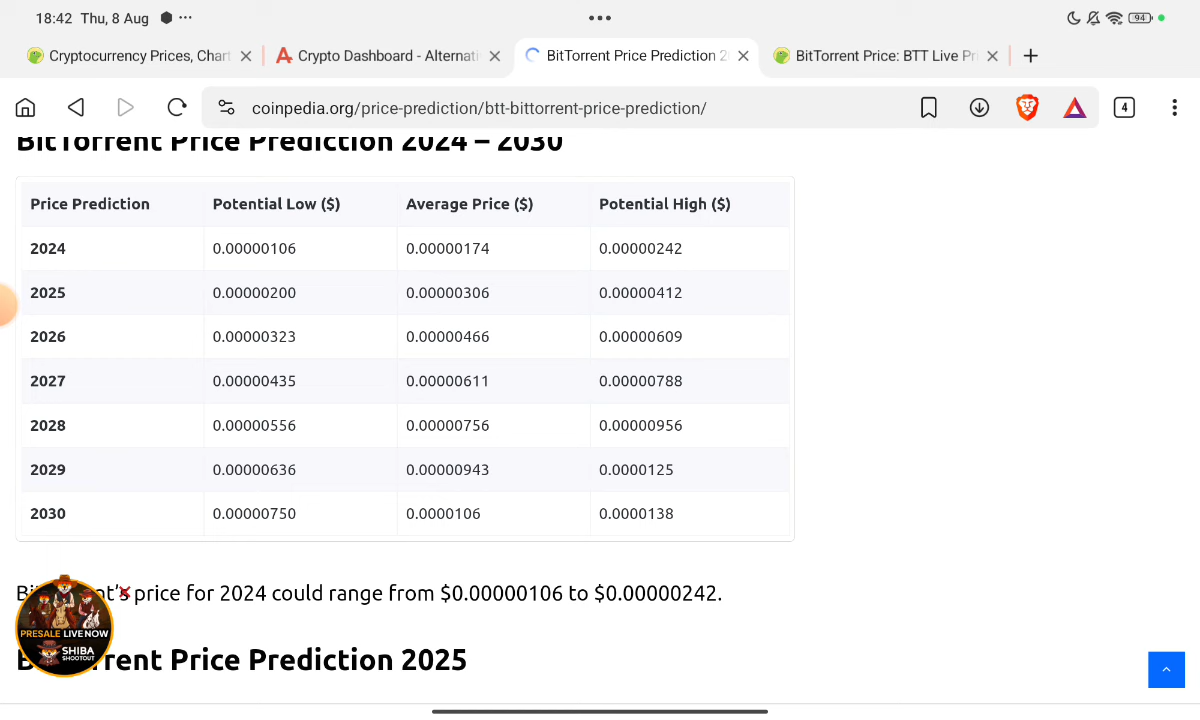 18:42 Thu, 8 Aug
94
Cryptocurrency Prices, Chart
Crypto Dashboard - Alternati
BitTorrent Price Prediction 2
BitTorrent Price: BTT Live Pri
coinpedia.org/price-prediction/btt-bittorrent-price-prediction/
4
BitTorrent Price Prediction 2024 – 2030
Price Prediction Potential Low ($) Average Price ($) Potential High ($)
2024 0.00000106 0.00000174 0.00000242
2025 0.00000200 0.00000306 0.00000412
2026 0.00000323 0.00000466 0.00000609
2027 0.00000435 0.00000611 0.00000788
2028 0.00000556 0.00000756 0.00000956
2029 0.00000636 0.00000943 0.0000125
2030 0.00000750 0.0000106 0.0000138
price for 2024 could range from $0.00000106 to $0.00000242.
PRESALE LIVE NOW
SHIBA
SHOOTOUT
Price Prediction 2025